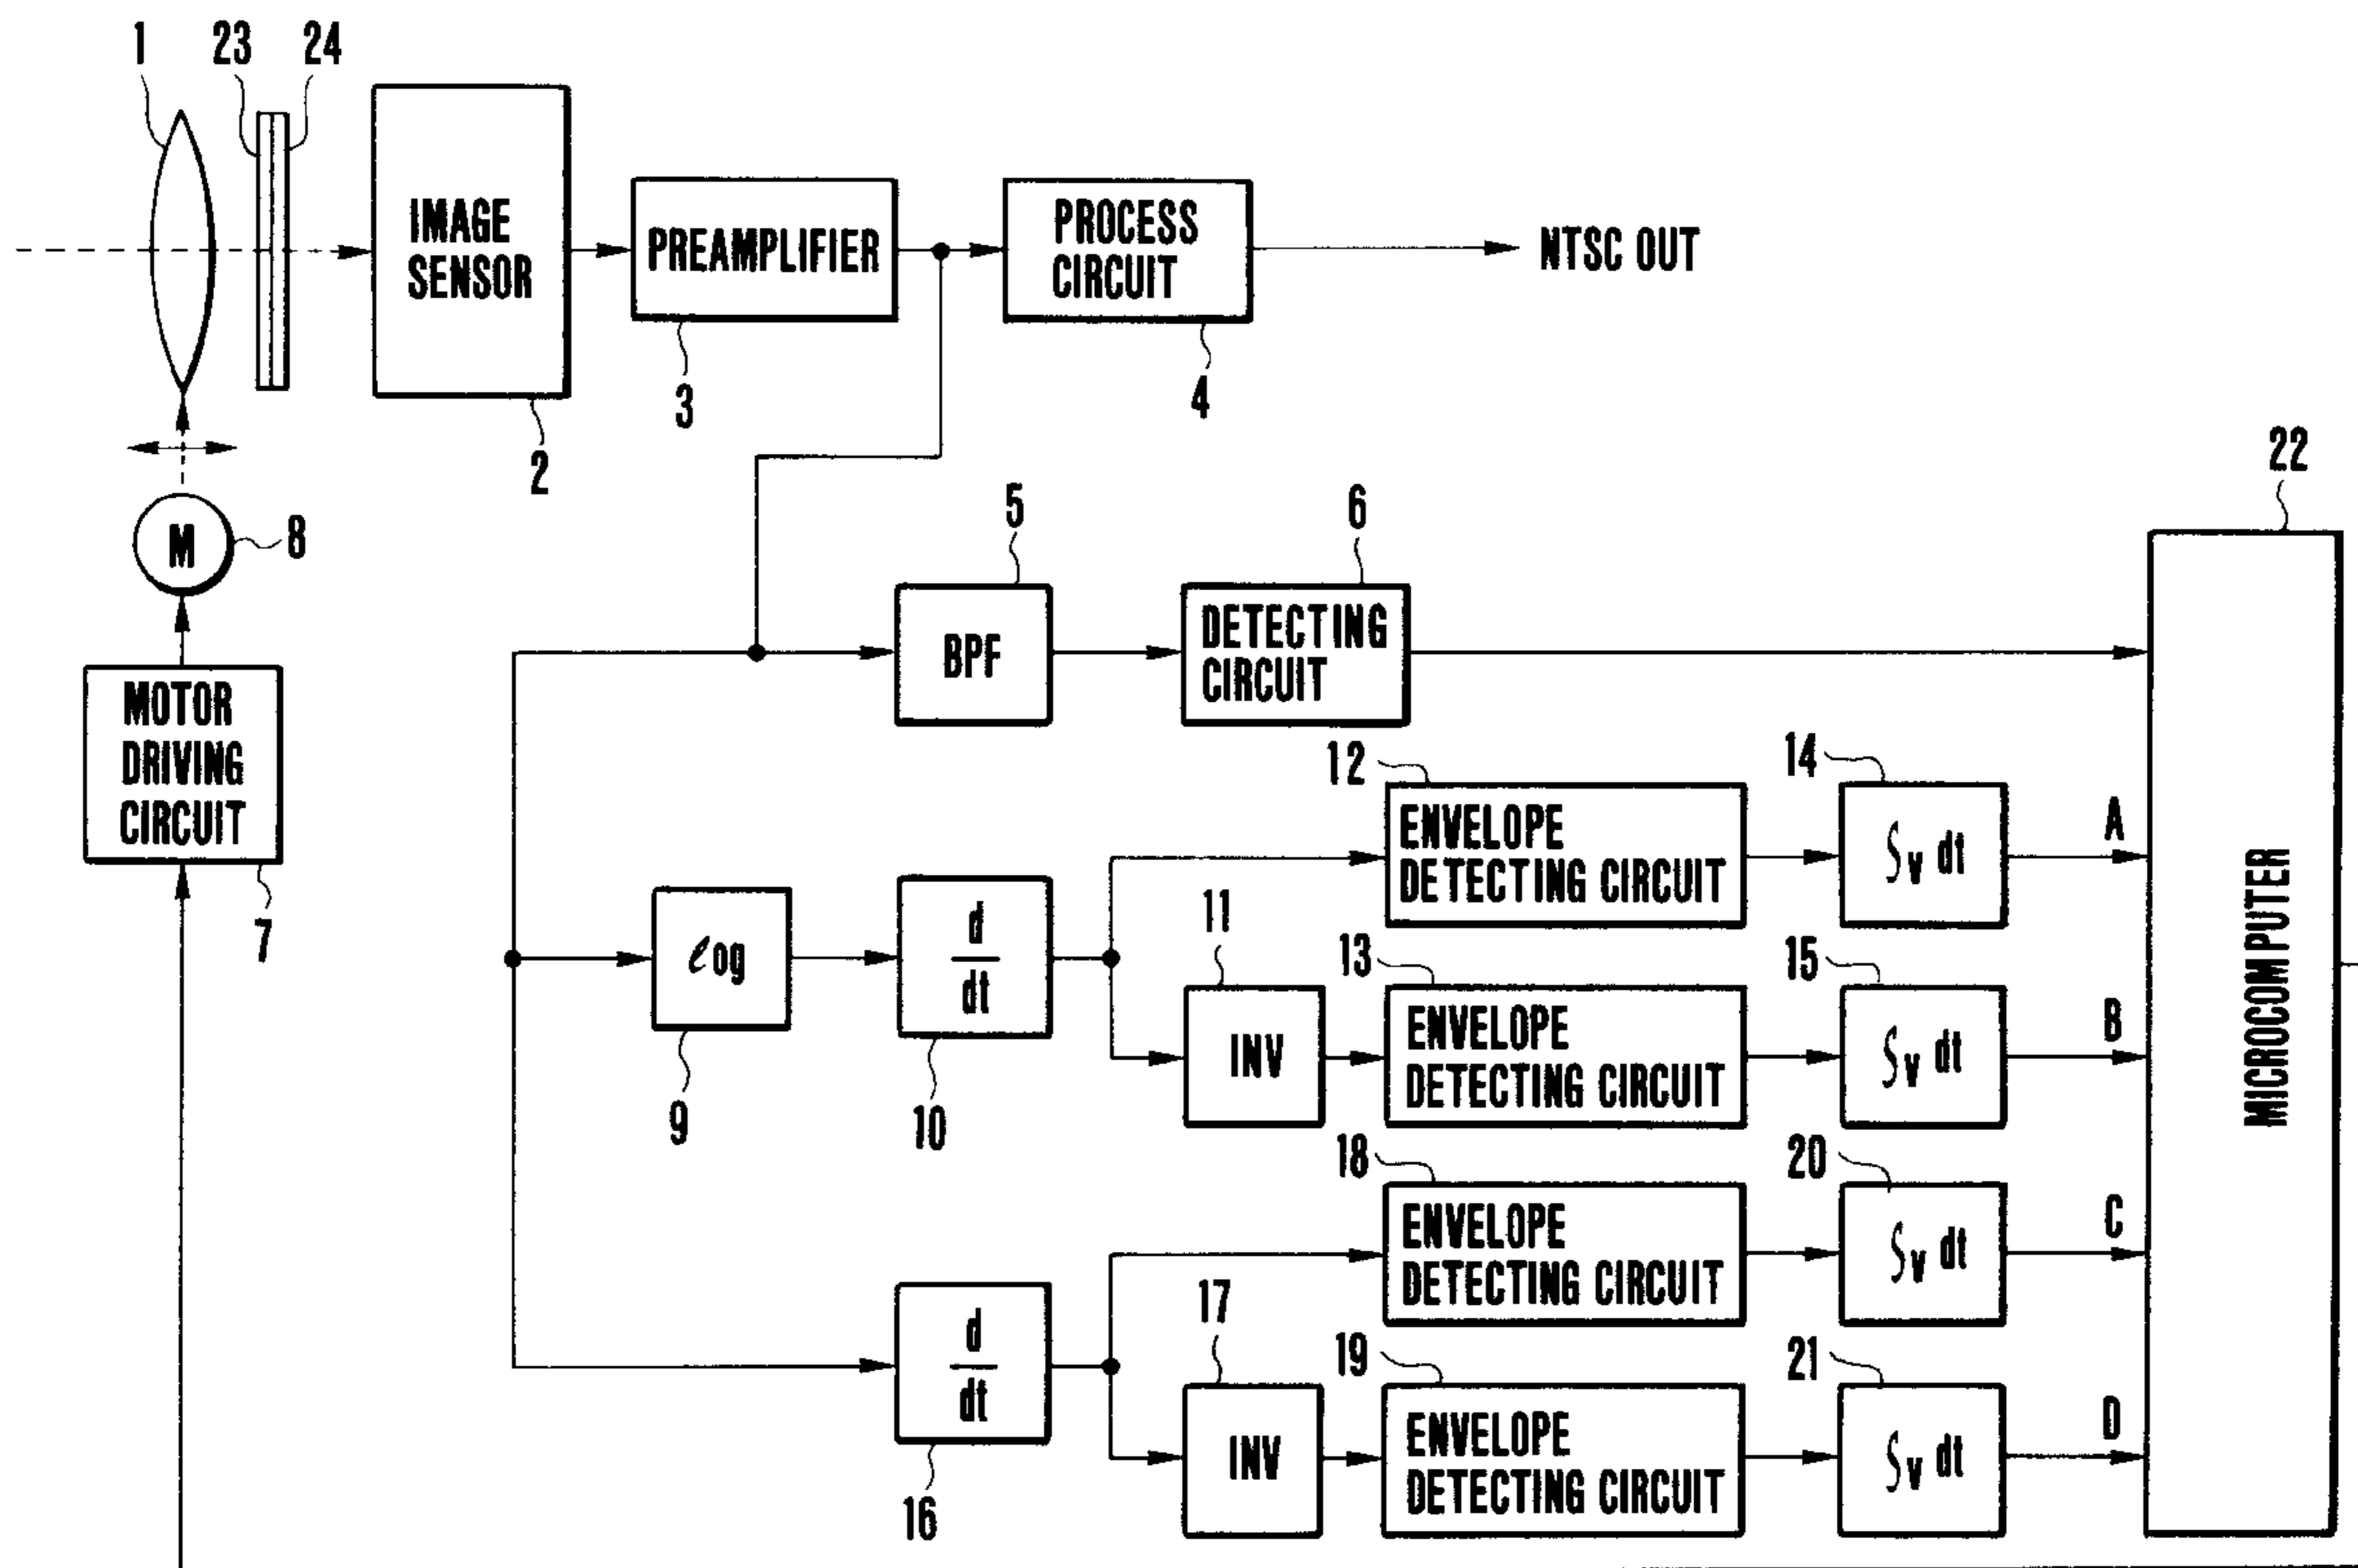 1
23
24
IMAGE
SENSOR
2
PREAMPLIFIER
3
PROCESS
CIRCUIT
4
NTSC OUT
M
8
MOTOR
DRIVING
CIRCUIT
7
5
BPF
6
DETECTING
CIRCUIT
22
MICROCOMPUTER
ℓog
9
d
dt
10
11
INV
12
ENVELOPE
DETECTING CIRCUIT
14
∫v dt
A
13
ENVELOPE
DETECTING CIRCUIT
15
∫v dt
B
d
dt
16
17
INV
18
ENVELOPE
DETECTING CIRCUIT
20
∫v dt
C
19
ENVELOPE
DETECTING CIRCUIT
21
∫v dt
D